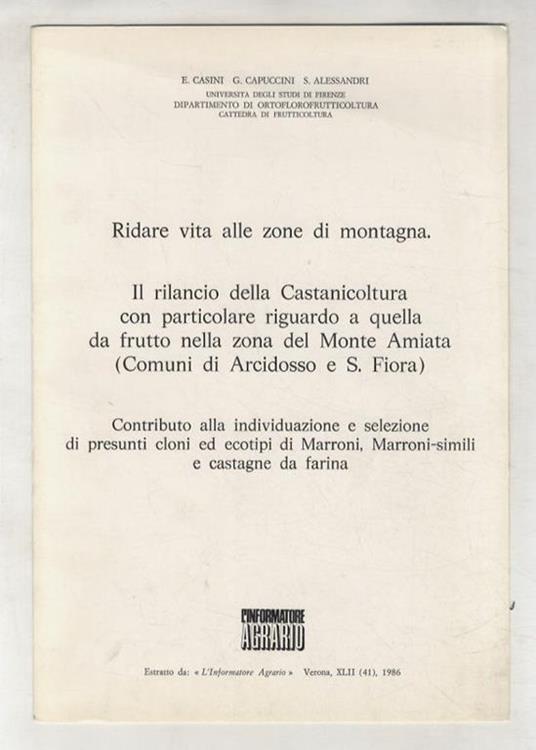 E. CASINI G. CAPUCCINI S. ALESSANDRI
UNIVERSITA DEGLI STUDI DI FIRENZE
DIPARTIMENTO DI ORTOFLOROFRUTTICOLTURA
CATTEDRA DI FRUTTICOLTURA
Ridare vita alle zone di montagna.
Il rilancio della Castanicoltura
con particolare riguardo a quella
da frutto nella zona del Monte Amiata
(Comuni di Arcidosso e S. Fiora)
Contributo alla individuazione e selezione
di presunti cloni ed ecotipi di Marroni, Marroni-simili
e castagne da farina
L'INFORMATORE
AGRARIO
Estratto da: « L'Informatore Agrario » Verona, XLII (41), 1986